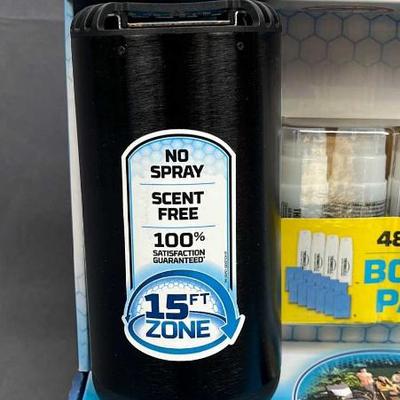 NO
SPRAY
SCENT
FREE
100%
SATISFACTION
GUARANTEED*
15FT
ZONE
48
BO
PA